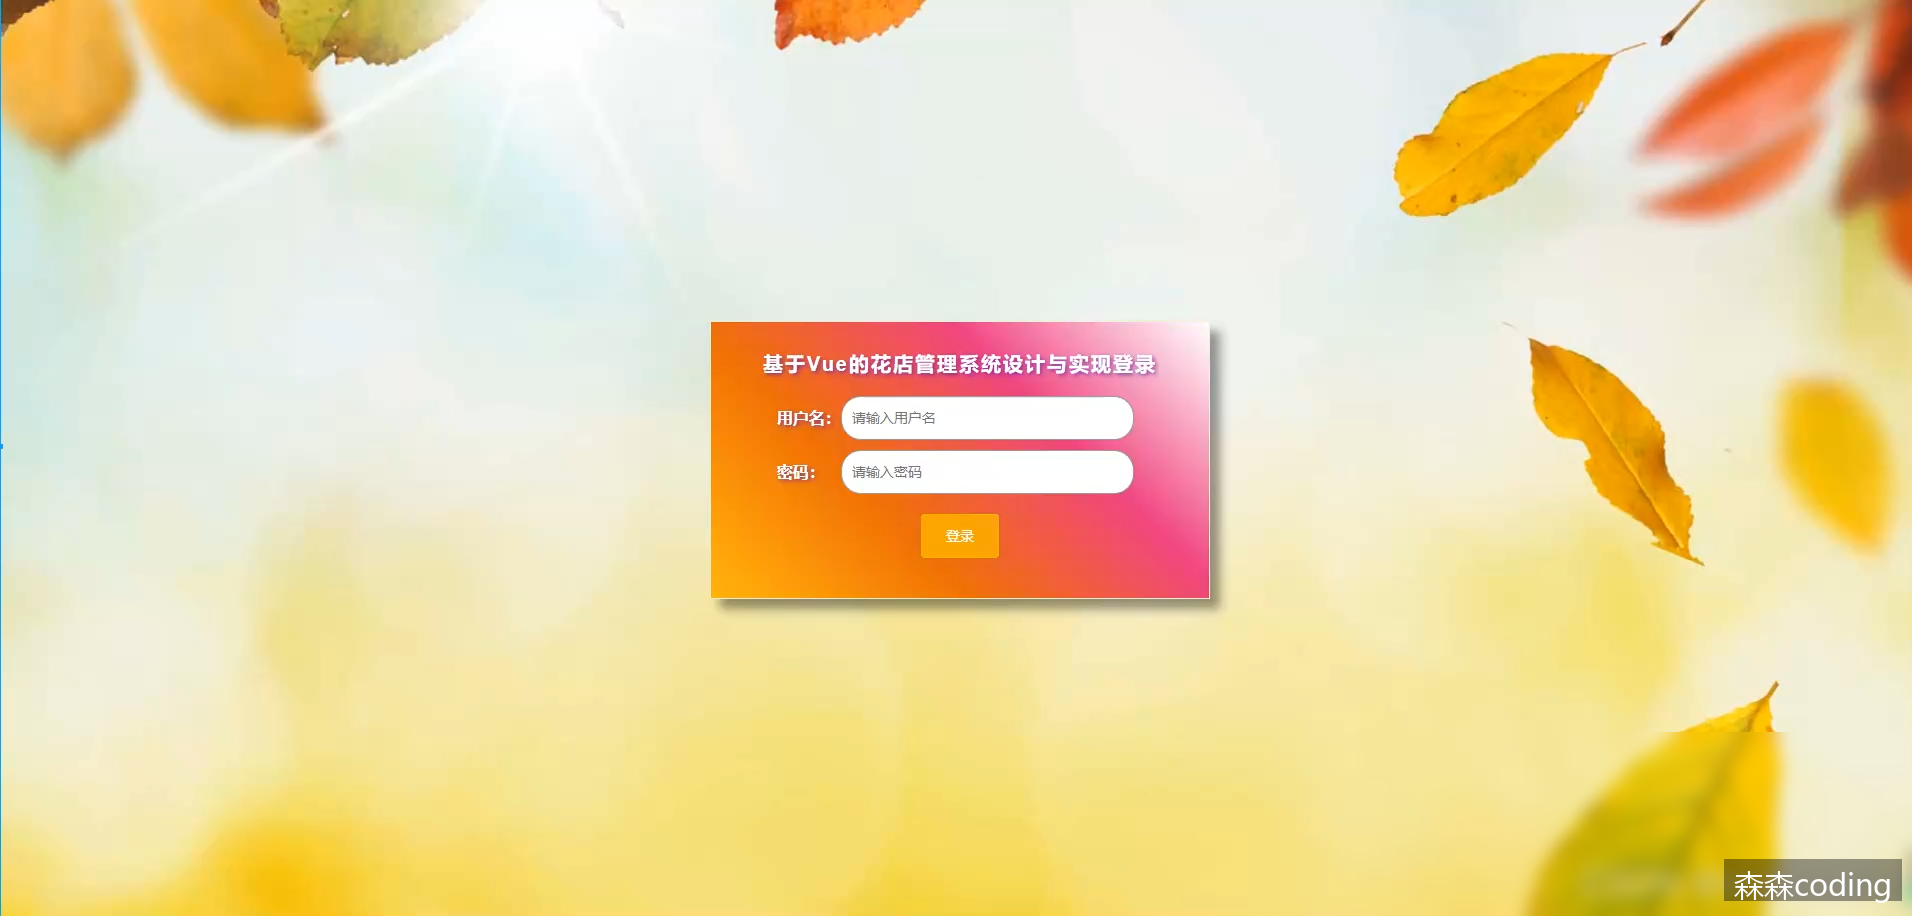 基于Vue的花店管理系统设计与实现登录
用户名：
请输入用户名
密码：
请输入密码
登录
森森coding